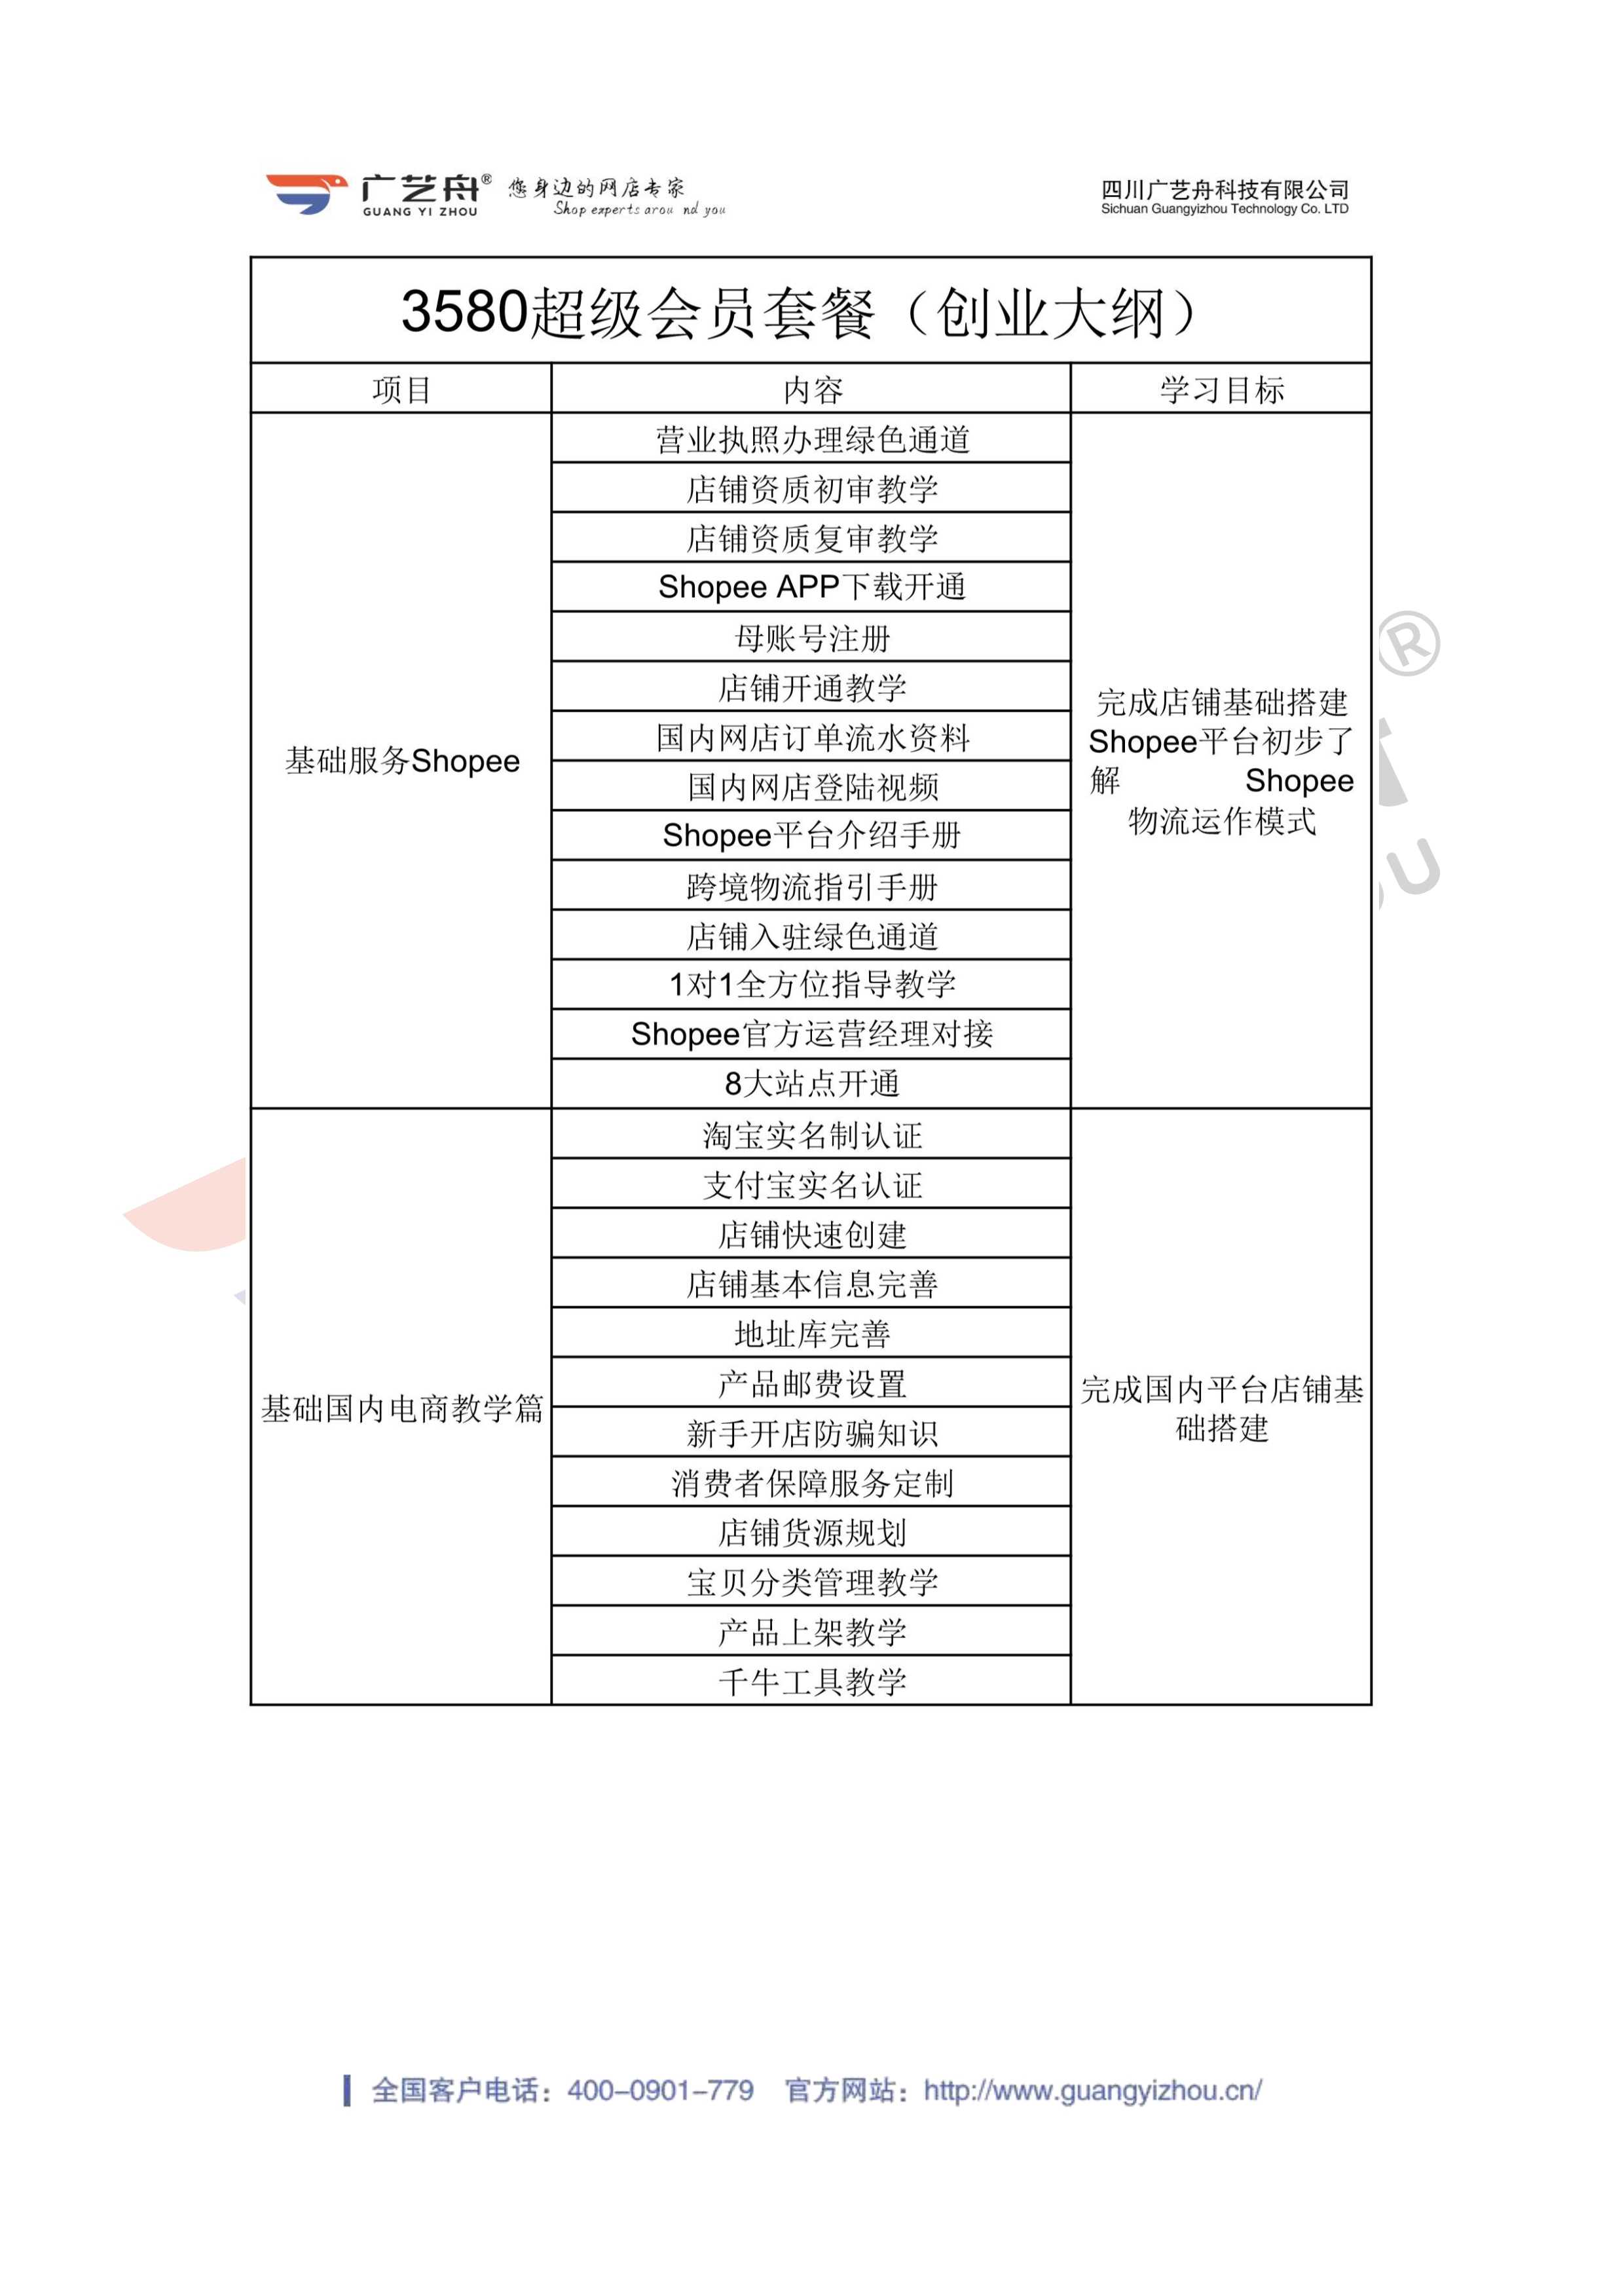 广艺舟®
GUANG YI ZHOU
您身边的网店专家
Shop experts arou nd you
四川广艺舟科技有限公司
Sichuan Guangyizhou Technology Co. LTD
3580超级会员套餐（创业大纲）
项目
内容
学习目标
基础服务Shopee
营业执照办理绿色通道
店铺资质初审教学
店铺资质复审教学
Shopee APP下载开通
母账号注册
店铺开通教学
国内网店订单流水资料
国内网店登陆视频
Shopee平台介绍手册
跨境物流指引手册
店铺入驻绿色通道
1对1全方位指导教学
Shopee官方运营经理对接
8大站点开通
完成店铺基础搭建
Shopee平台初步了
解 Shopee
物流运作模式
基础国内电商教学篇
淘宝实名制认证
支付宝实名认证
店铺快速创建
店铺基本信息完善
地址库完善
产品邮费设置
新手开店防骗知识
消费者保障服务定制
店铺货源规划
宝贝分类管理教学
产品上架教学
千牛工具教学
完成国内平台店铺基
础搭建
®
U
全国客户电话：400-0901-779 官方网站：http://www.guangyizhou.cn/